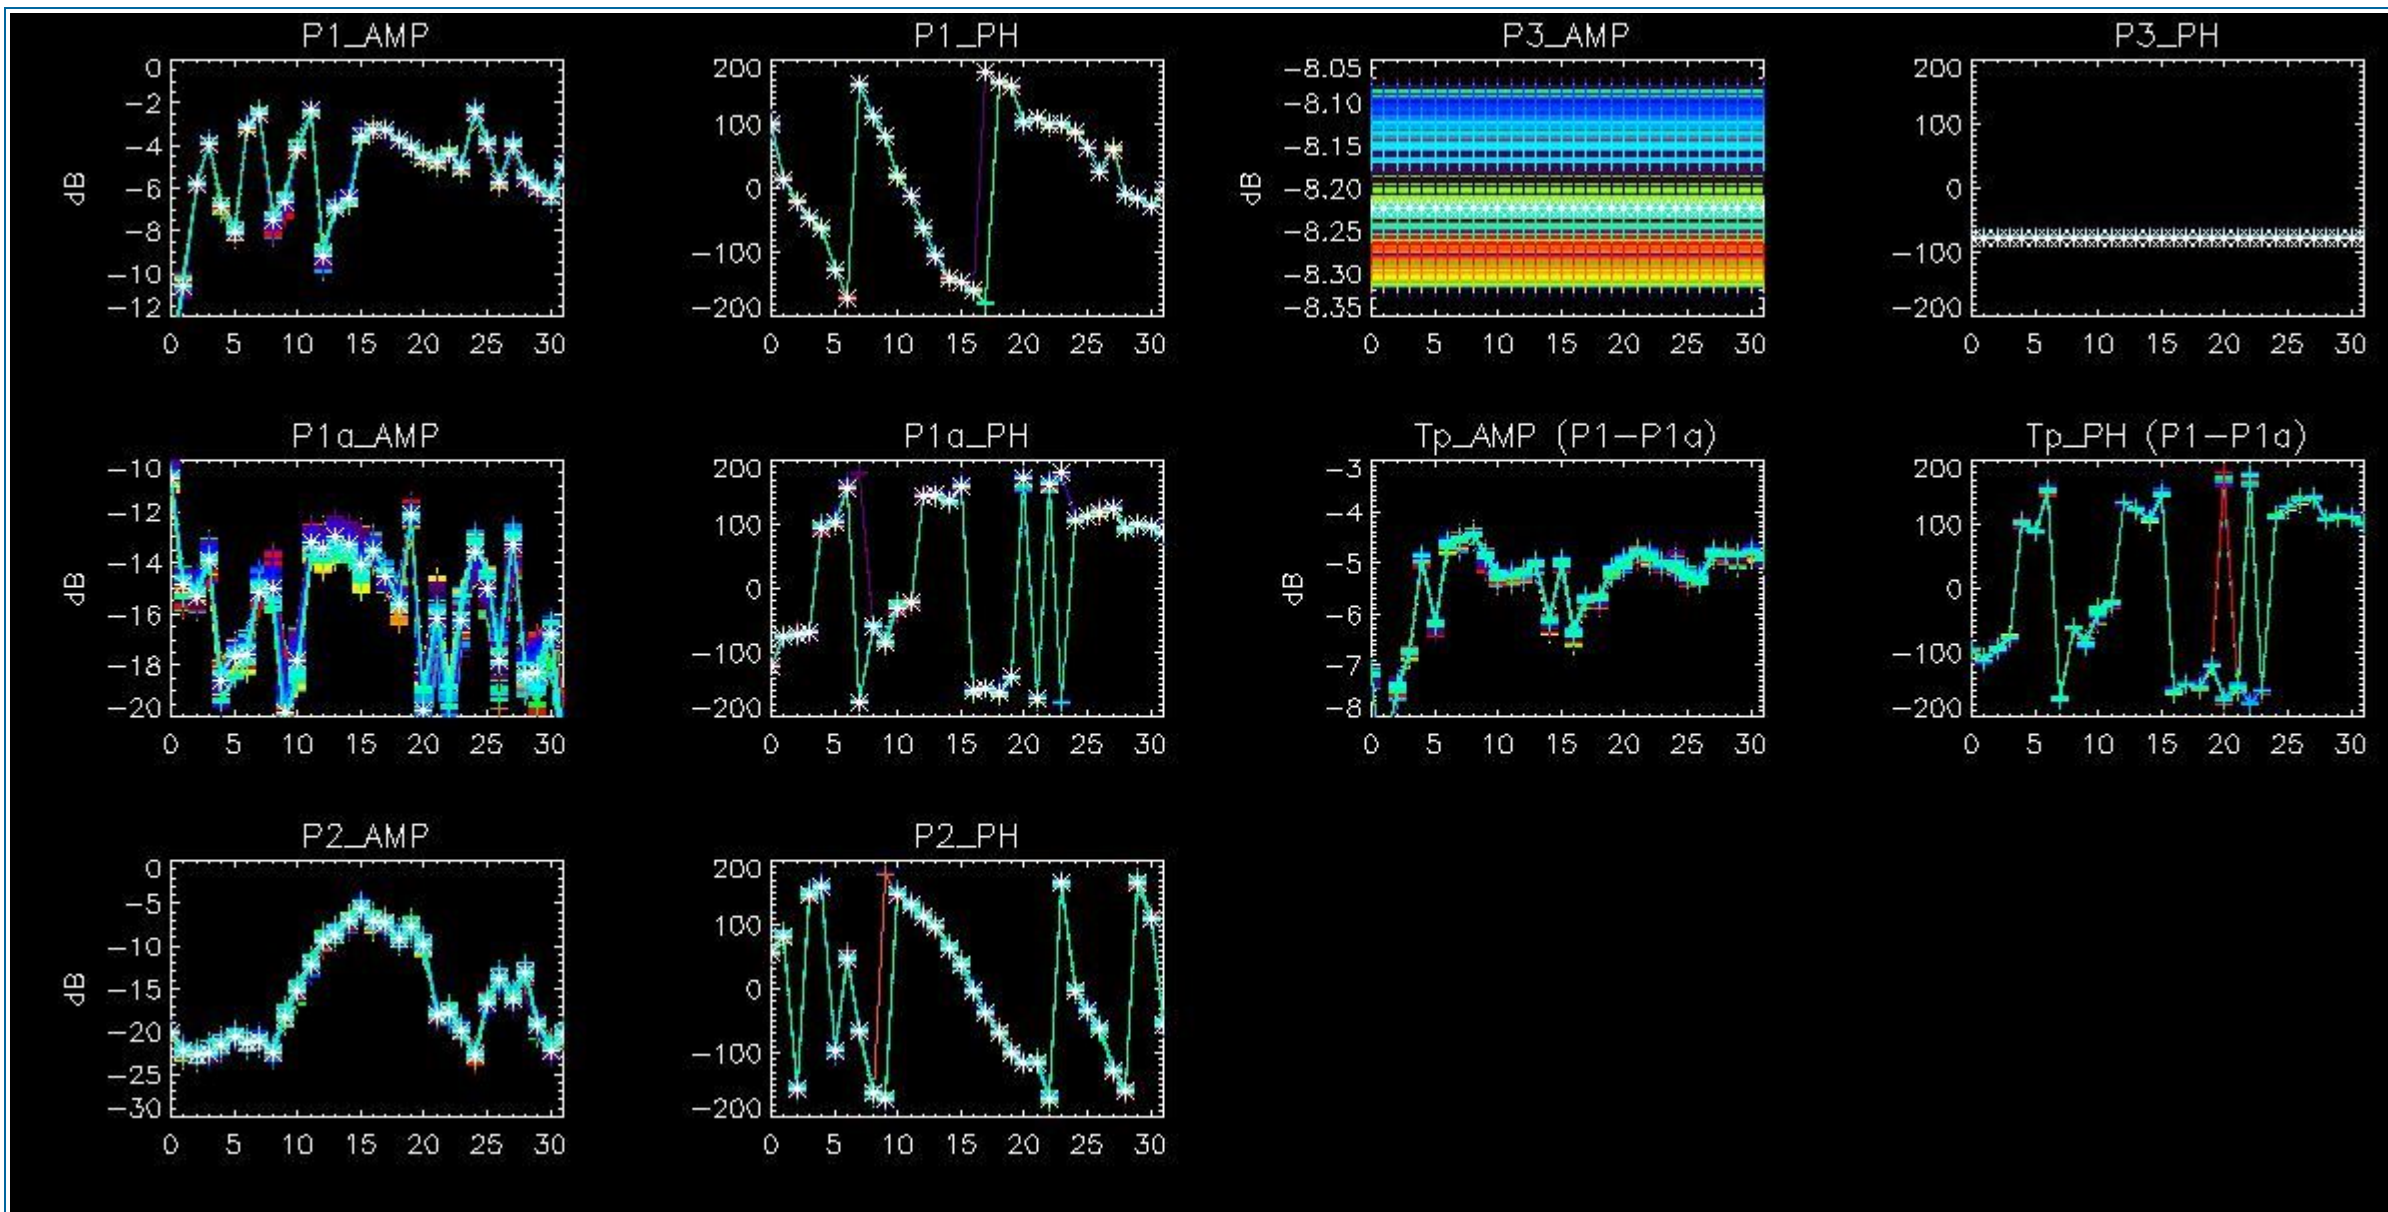 P1_AMP
0
−2
−4
−6
−8
−10
−12
dB
0 5 10 15 20 25 30
P1_PH
200
100
0
−100
−200
0 5 10 15 20 25 30
P3_AMP
−8.05
−8.10
−8.15
−8.20
−8.25
−8.30
−8.35
dB
0 5 10 15 20 25 30
P3_PH
200
100
0
−100
−200
0 5 10 15 20 25 30
P1a_AMP
−10
−12
−14
−16
−18
−20
dB
0 5 10 15 20 25 30
P1a_PH
200
100
0
−100
−200
0 5 10 15 20 25 30
Tp_AMP (P1−P1a)
−3
−4
−5
−6
−7
−8
dB
0 5 10 15 20 25 30
Tp_PH (P1−P1a)
200
100
0
−100
−200
0 5 10 15 20 25 30
P2_AMP
0
−5
−10
−15
−20
−25
−30
dB
0 5 10 15 20 25 30
P2_PH
200
100
0
−100
−200
0 5 10 15 20 25 30